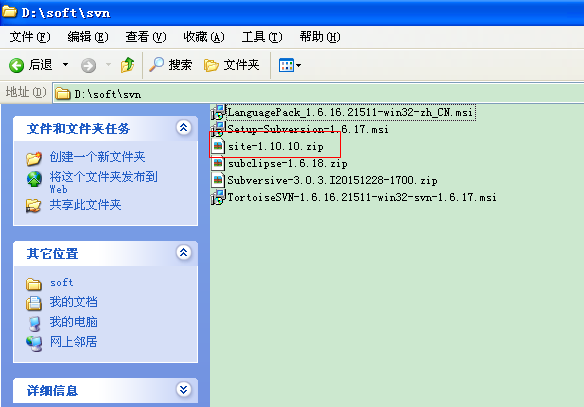 D:\soft\svn
文件(F) 编辑(E) 查看(V) 收藏(A) 工具(T) 帮助(H)
后退 搜索 文件夹
地址(D) D:\soft\svn
文件和文件夹任务
创建一个新文件夹
将这个文件夹发布到
Web
共享此文件夹
其它位置
soft
我的文档
我的电脑
网上邻居
详细信息
LanguagePack_1.6.16.21511-win32-zh_CN.msi
Setup-Subversion-1.6.17.msi
site-1.10.10.zip
subclipse-1.6.18.zip
Subversive-3.0.3.I20151228-1700.zip
TortoiseSVN-1.6.16.21511-win32-svn-1.6.17.msi